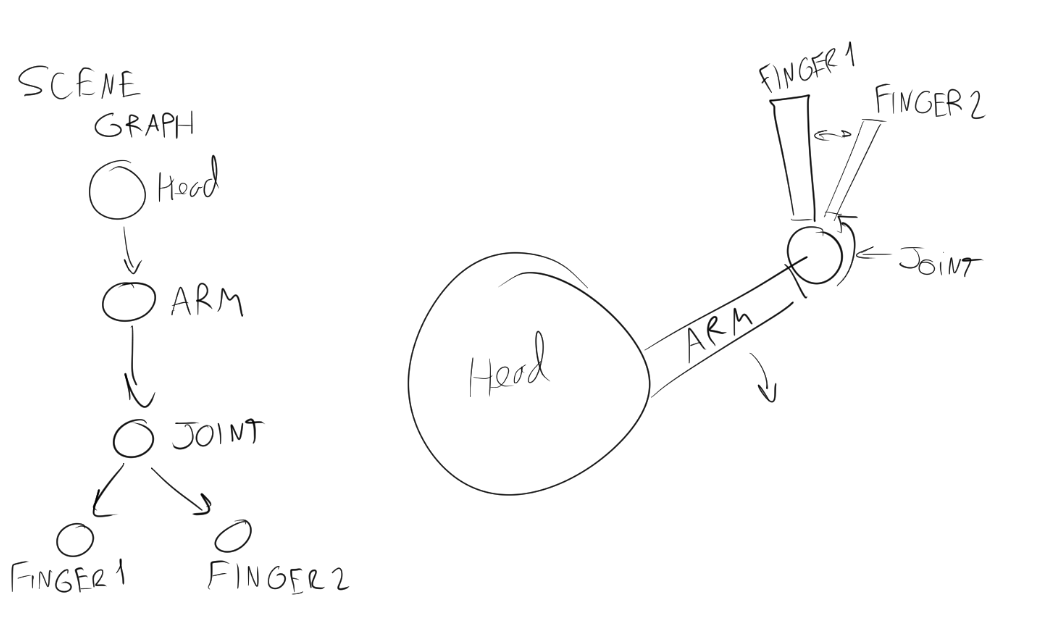 SCENE
GRAPH
Head
ARM
JOINT
FINGER 1
FINGER 2
FINGER 1
FINGER 2
JOINT
ARM
Head